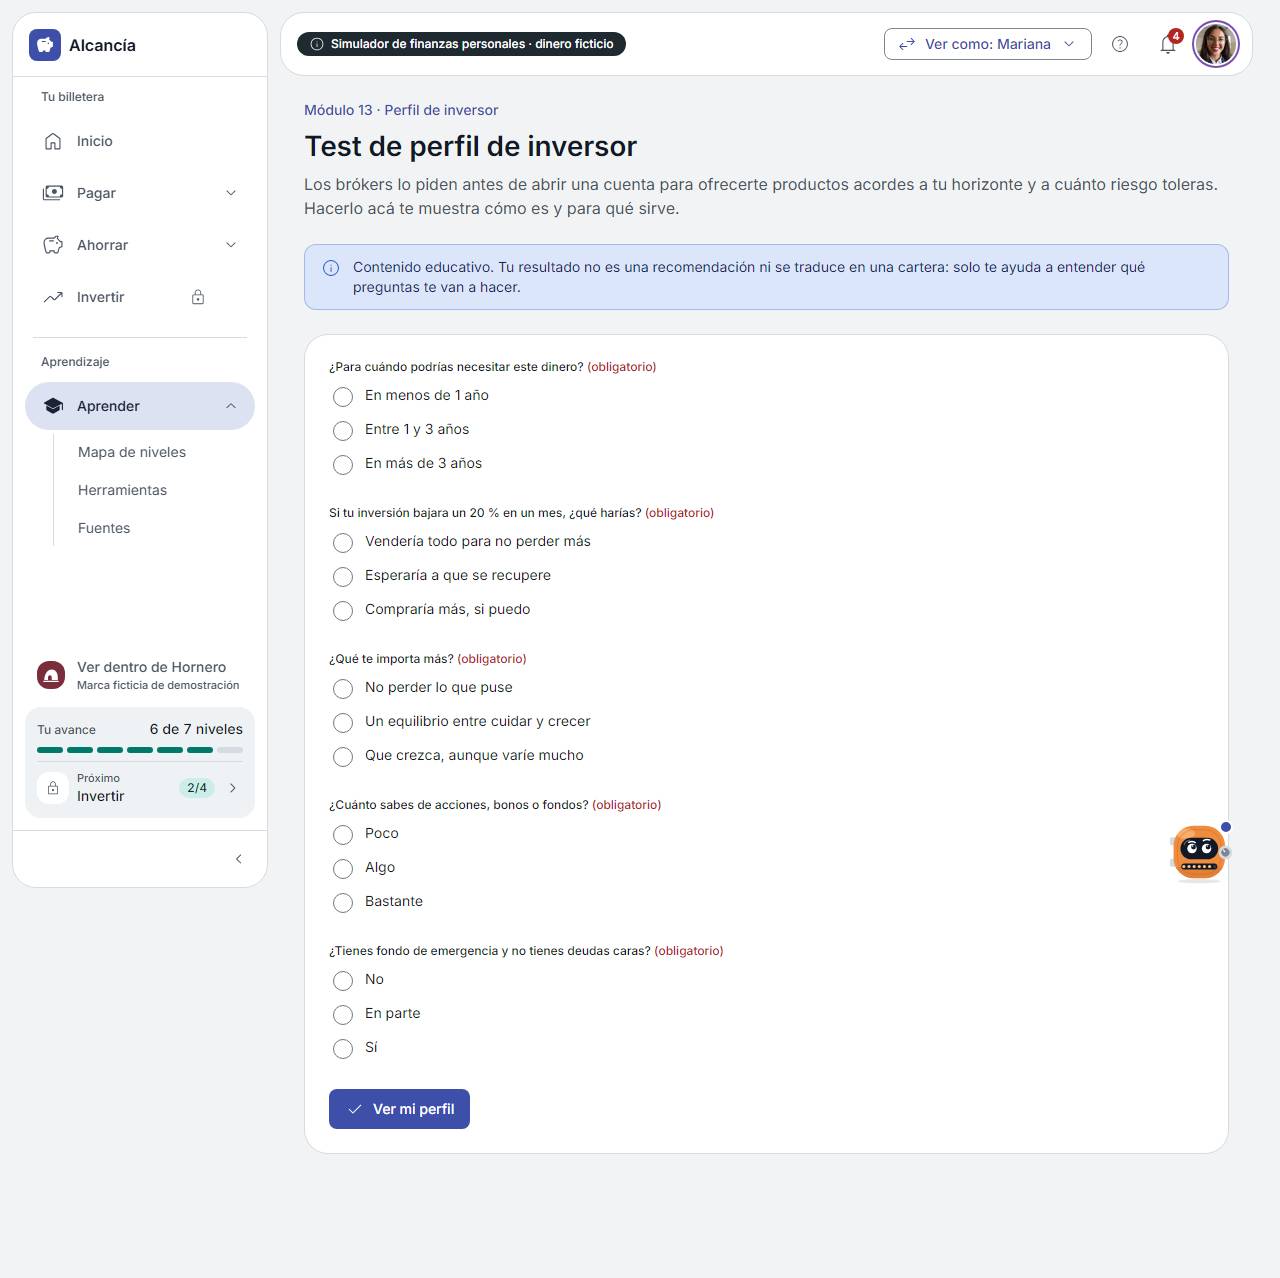 Alcancía
Simulador de finanzas personales · dinero ficticio
Ver como: Mariana
4
Tu billetera
Inicio
Pagar
Ahorrar
Invertir
Aprendizaje
Aprender
Mapa de niveles
Herramientas
Fuentes
Ver dentro de Hornero
Marca ficticia de demostración
Tu avance
6 de 7 niveles
Próximo
Invertir
2/4
Módulo 13 · Perfil de inversor
Test de perfil de inversor
Los brókers lo piden antes de abrir una cuenta para ofrecerte productos acordes a tu horizonte y a cuánto riesgo toleras.
Hacerlo acá te muestra cómo es y para qué sirve.
Contenido educativo. Tu resultado no es una recomendación ni se traduce en una cartera: solo te ayuda a entender qué
preguntas te van a hacer.
¿Para cuándo podrías necesitar este dinero? (obligatorio)
En menos de 1 año
Entre 1 y 3 años
En más de 3 años
Si tu inversión bajara un 20 % en un mes, ¿qué harías? (obligatorio)
Vendería todo para no perder más
Esperaría a que se recupere
Compraría más, si puedo
¿Qué te importa más? (obligatorio)
No perder lo que puse
Un equilibrio entre cuidar y crecer
Que crezca, aunque varíe mucho
¿Cuánto sabes de acciones, bonos o fondos? (obligatorio)
Poco
Algo
Bastante
¿Tienes fondo de emergencia y no tienes deudas caras? (obligatorio)
No
En parte
Sí
Ver mi perfil